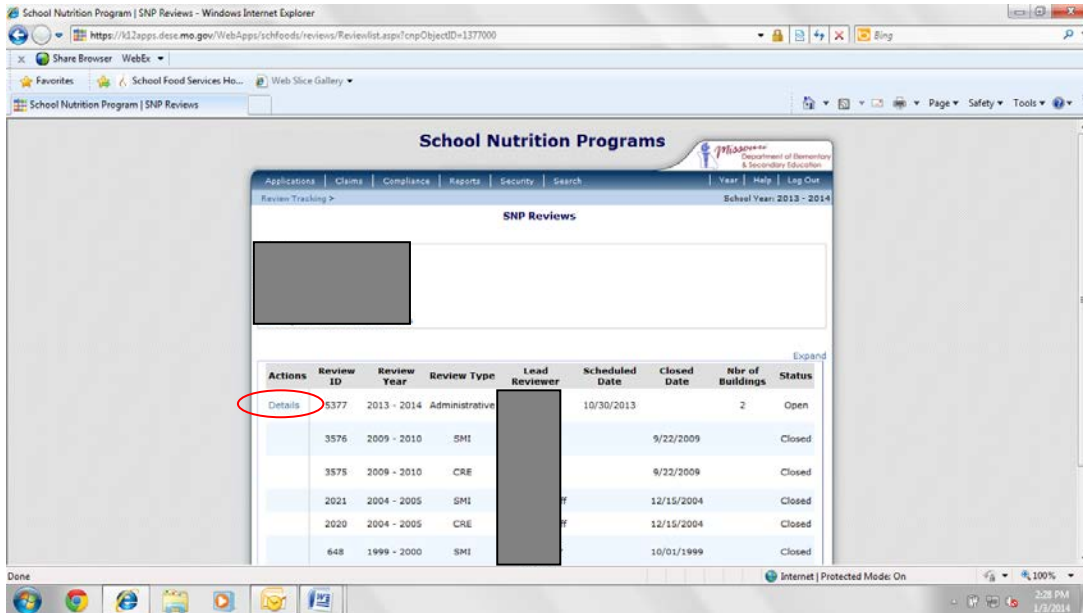 School Nutrition Program | SNP Reviews - Windows Internet Explorer
https://k12apps.dese.mo.gov/WebApps/schfoods/reviews/Reviewlist.aspx?cnpObjectID=1377000
Bing
x Share Browser WebEx
Favorites School Food Services Ho... Web Slice Gallery
School Nutrition Program | SNP Reviews
Page Safety Tools
School Nutrition Programs
Missouri
Department of Elementary
& Secondary Education
Applications | Claims | Compliance | Reports | Security | Search | Year | Help | Log Out
Review Tracking > School Year: 2013 - 2014
SNP Reviews
Expand
Actions Review ID Review Year Review Type Lead Reviewer Scheduled Date Closed Date Nbr of Buildings Status
Details 5377 2013 - 2014 Administrative 10/30/2013 2 Open
3576 2009 - 2010 SMI 9/22/2009 Closed
3575 2009 - 2010 CRE 9/22/2009 Closed
2021 2004 - 2005 SMI ff 12/15/2004 Closed
2020 2004 - 2005 CRE ff 12/15/2004 Closed
648 1999 - 2000 SMI 10/01/1999 Closed
Done Internet | Protected Mode: On 100%
2:28 PM
1/3/2014